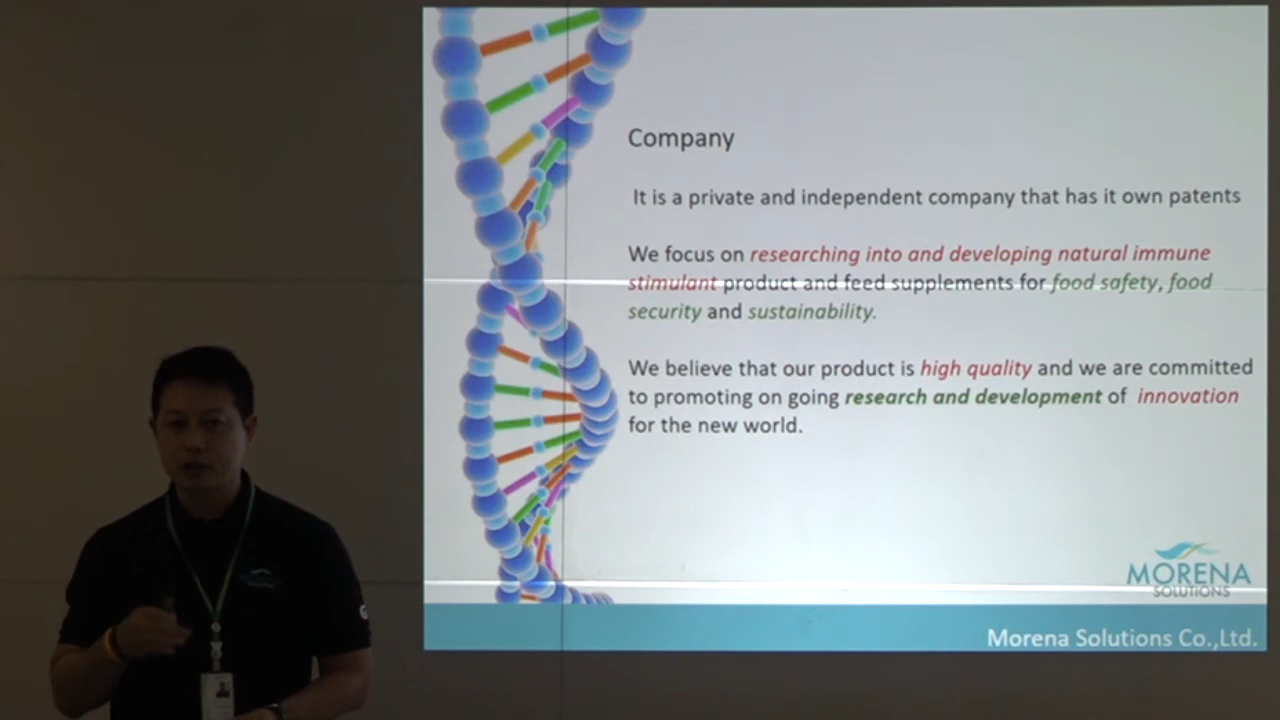 Company
It is a private and independent company that has it own patents
We focus on researching into and developing natural immune
stimulant product and feed supplements for food safety, food
security and sustainability.
We believe that our product is high quality and we are committed
to promoting on going research and development of innovation
for the new world.
MORENA
SOLUTIONS
Morena Solutions Co.,Ltd.